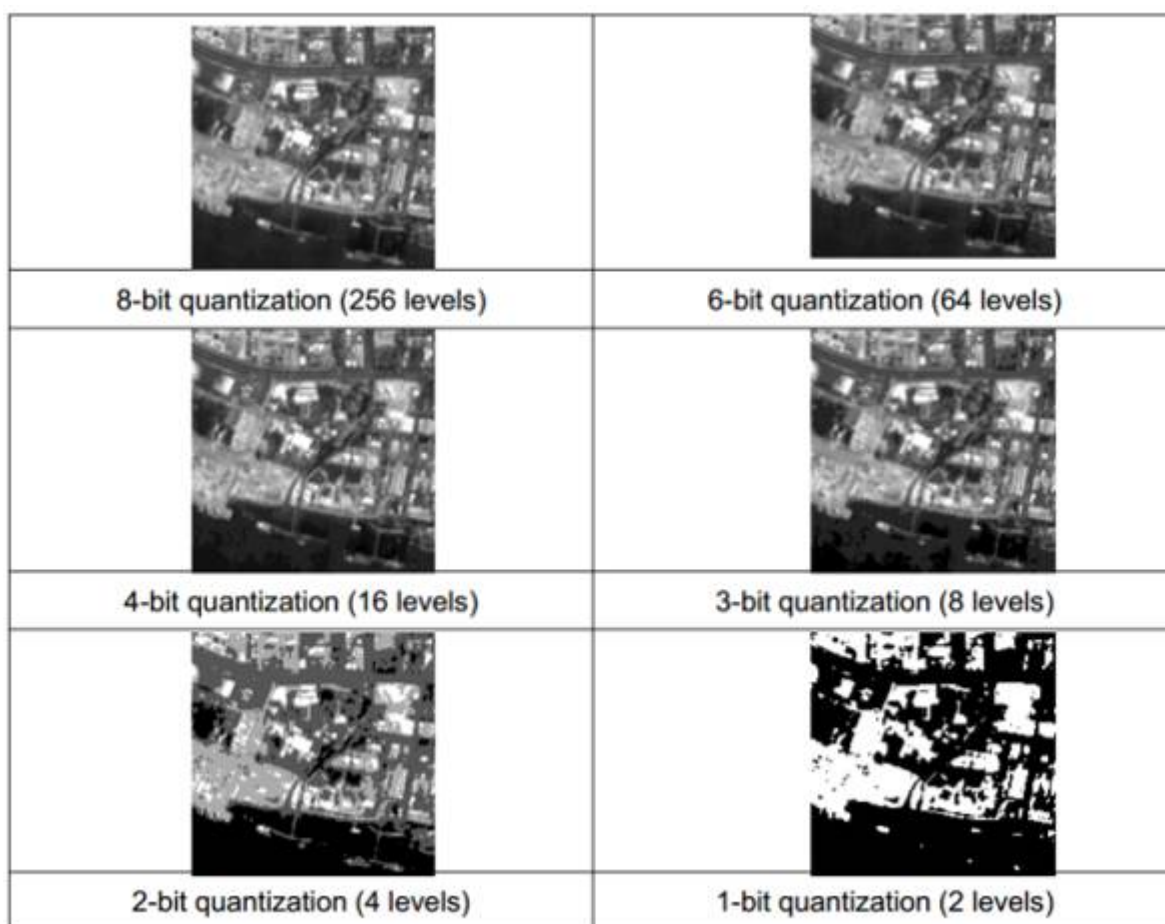 8-bit quantization (256 levels)
6-bit quantization (64 levels)
4-bit quantization (16 levels)
3-bit quantization (8 levels)
2-bit quantization (4 levels)
1-bit quantization (2 levels)